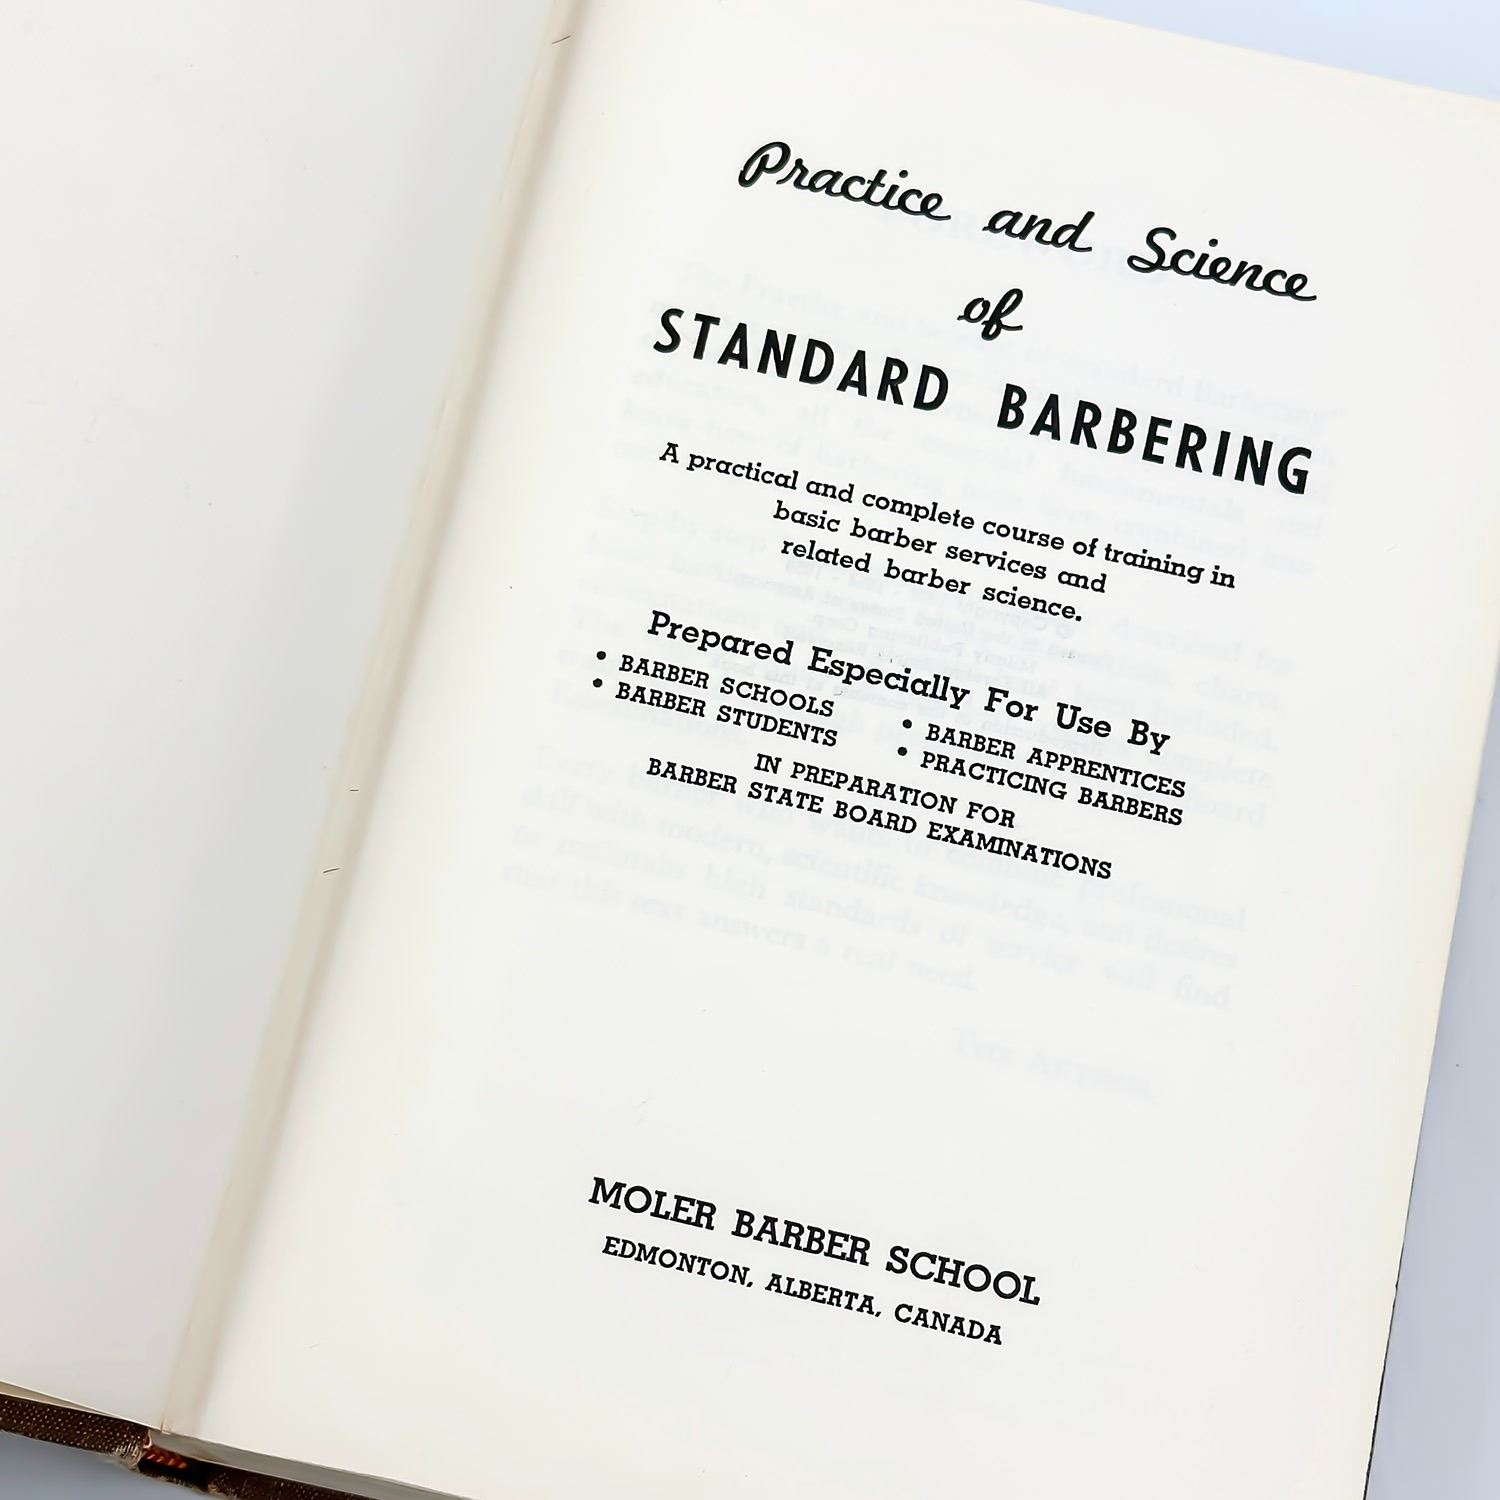 Practice and Science
of
STANDARD BARBERING
A practical and complete course of training in
basic barber services and
related barber science.
Prepared Especially For Use By
• BARBER SCHOOLS
• BARBER STUDENTS
• BARBER APPRENTICES
• PRACTICING BARBERS
IN PREPARATION FOR
BARBER STATE BOARD EXAMINATIONS
MOLER BARBER SCHOOL
EDMONTON, ALBERTA, CANADA